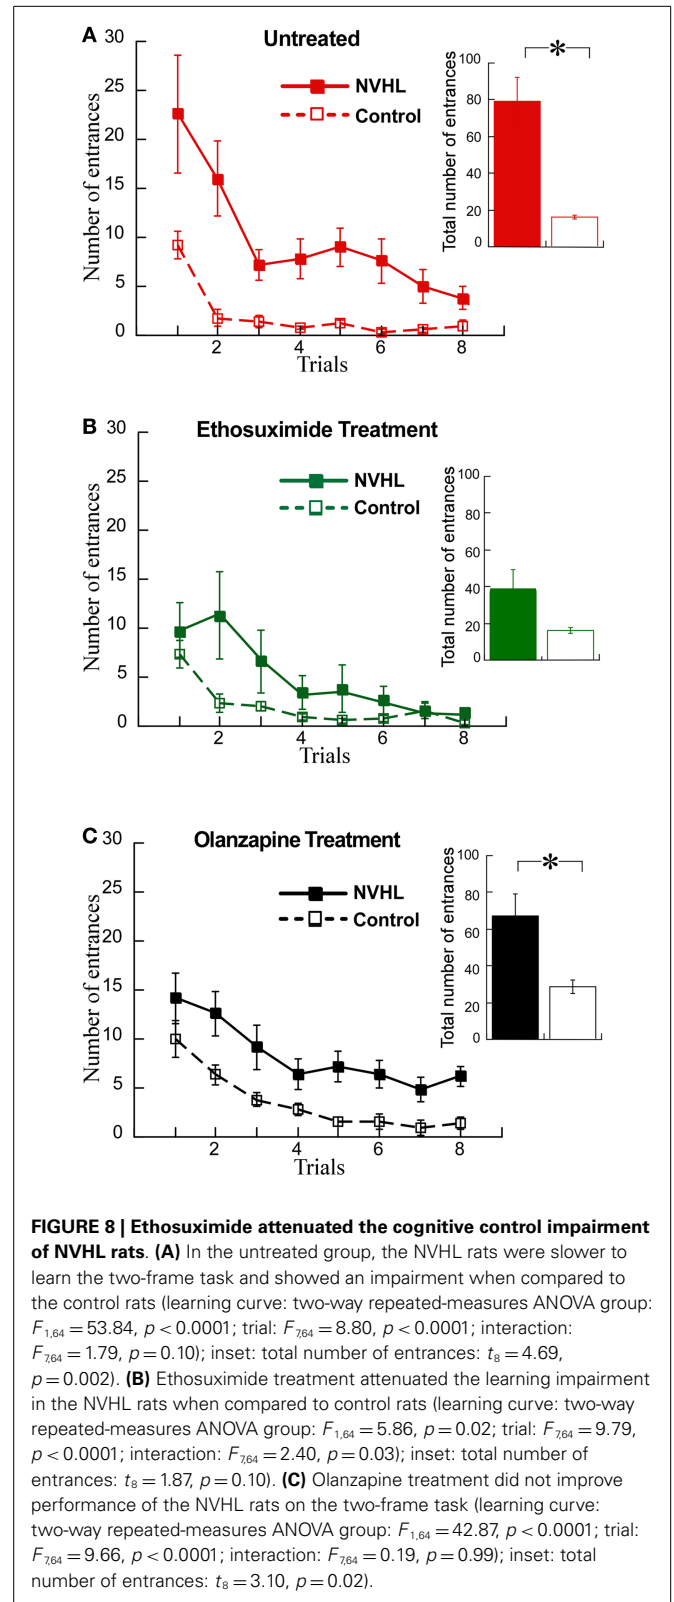 A
Untreated
30
25
20
15
10
5
0
Number of entrances
NVHL
Control
2
4
6
8
Trials
100
80
60
40
20
0
Total number of entrances
*
B
Ethosuximide Treatment
30
25
20
15
10
5
0
Number of entrances
NVHL
Control
2
4
6
8
Trials
100
80
60
40
20
0
Total number of entrances
C
Olanzapine Treatment
30
25
20
15
10
5
0
Number of entrances
NVHL
Control
2
4
6
8
Trials
100
80
60
40
20
0
Total number of entrances
*
FIGURE 8 | Ethosuximide attenuated the cognitive control impairment
of NVHL rats. (A) In the untreated group, the NVHL rats were slower to
learn the two-frame task and showed an impairment when compared to
the control rats (learning curve: two-way repeated-measures ANOVA group:
F1,64 = 53.84, p < 0.0001; trial: F7,64 = 8.80, p < 0.0001; interaction:
F7,64 = 1.79, p = 0.10); inset: total number of entrances: t8 = 4.69,
p = 0.002). (B) Ethosuximide treatment attenuated the learning impairment
in the NVHL rats when compared to control rats (learning curve: two-way
repeated-measures ANOVA group: F1,64 = 5.86, p = 0.02; trial: F7,64 = 9.79,
p < 0.0001; interaction: F7,64 = 2.40, p = 0.03); inset: total number of
entrances: t8 = 1.87, p = 0.10). (C) Olanzapine treatment did not improve
performance of the NVHL rats on the two-frame task (learning curve:
two-way repeated-measures ANOVA group: F1,64 = 42.87, p < 0.0001; trial:
F7,64 = 9.66, p < 0.0001; interaction: F7,64 = 0.19, p = 0.99); inset: total
number of entrances: t8 = 3.10, p = 0.02).